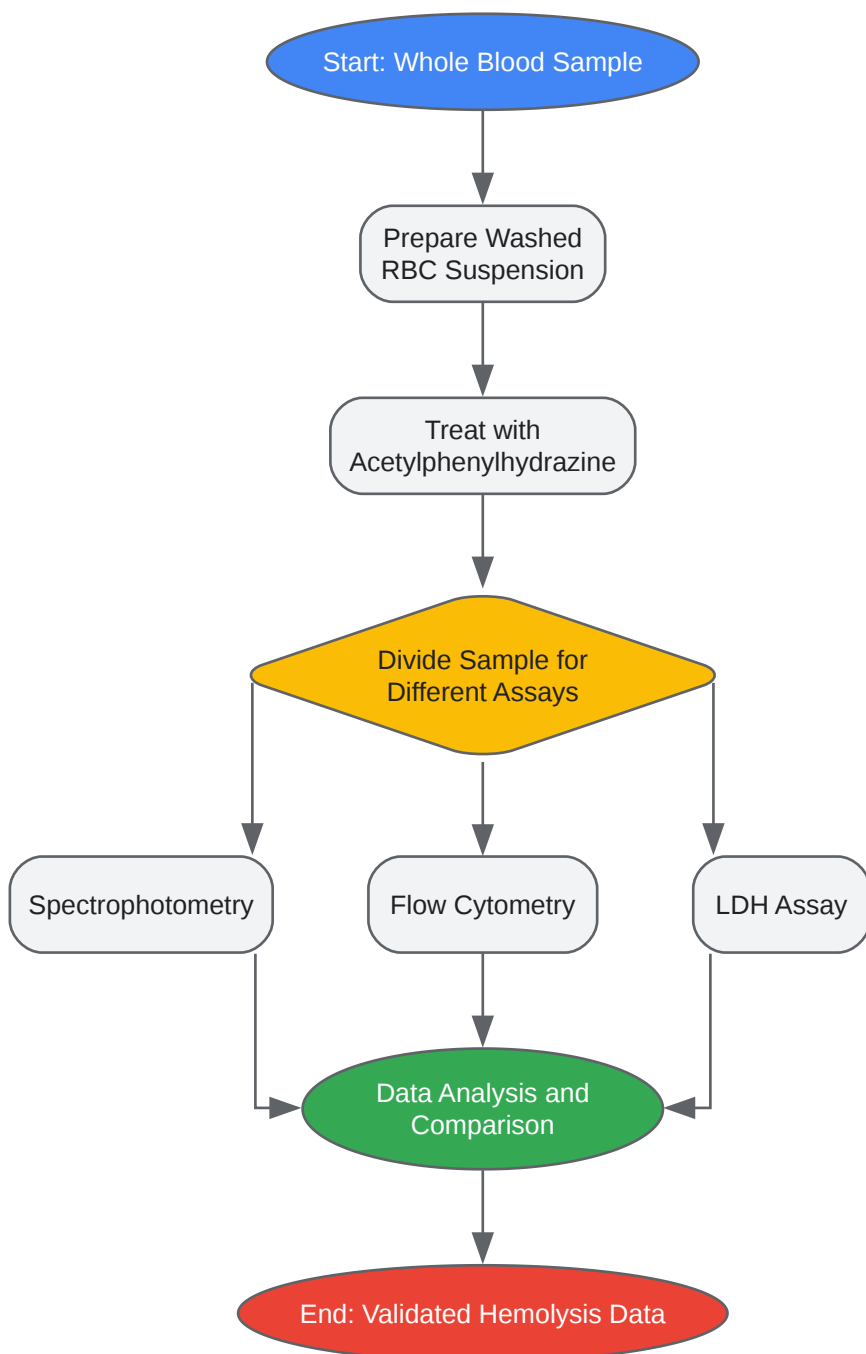 Start: Whole Blood Sample
Prepare Washed
RBC Suspension
Treat with
Acetylphenylhydrazine
Divide Sample for
Different Assays
Spectrophotometry
Flow Cytometry
LDH Assay
Data Analysis and
Comparison
End: Validated Hemolysis Data